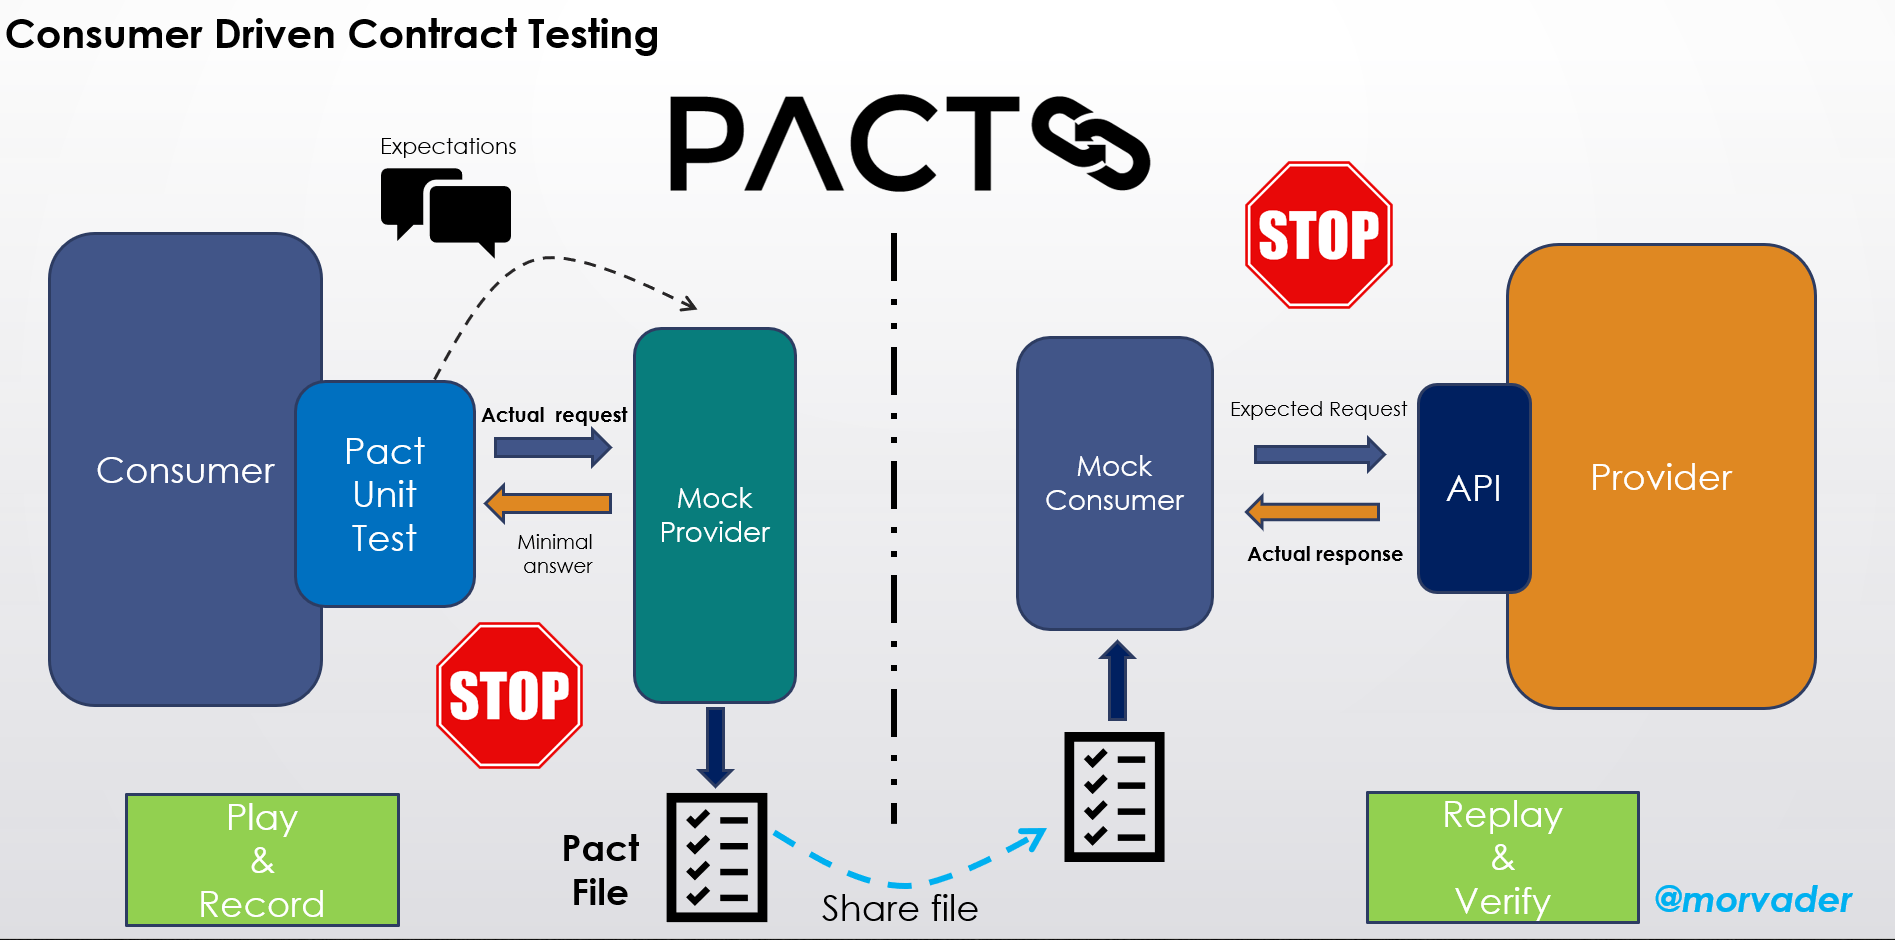 Consumer Driven Contract Testing
PACT
Expectations
STOP
Consumer
Pact
Unit
Test
Actual request
Minimal
answer
Mock
Provider
STOP
Mock
Consumer
Expected Request
Actual response
API
Provider
Play
&
Record
Pact
File
Share file
Replay
&
Verify
@morvader